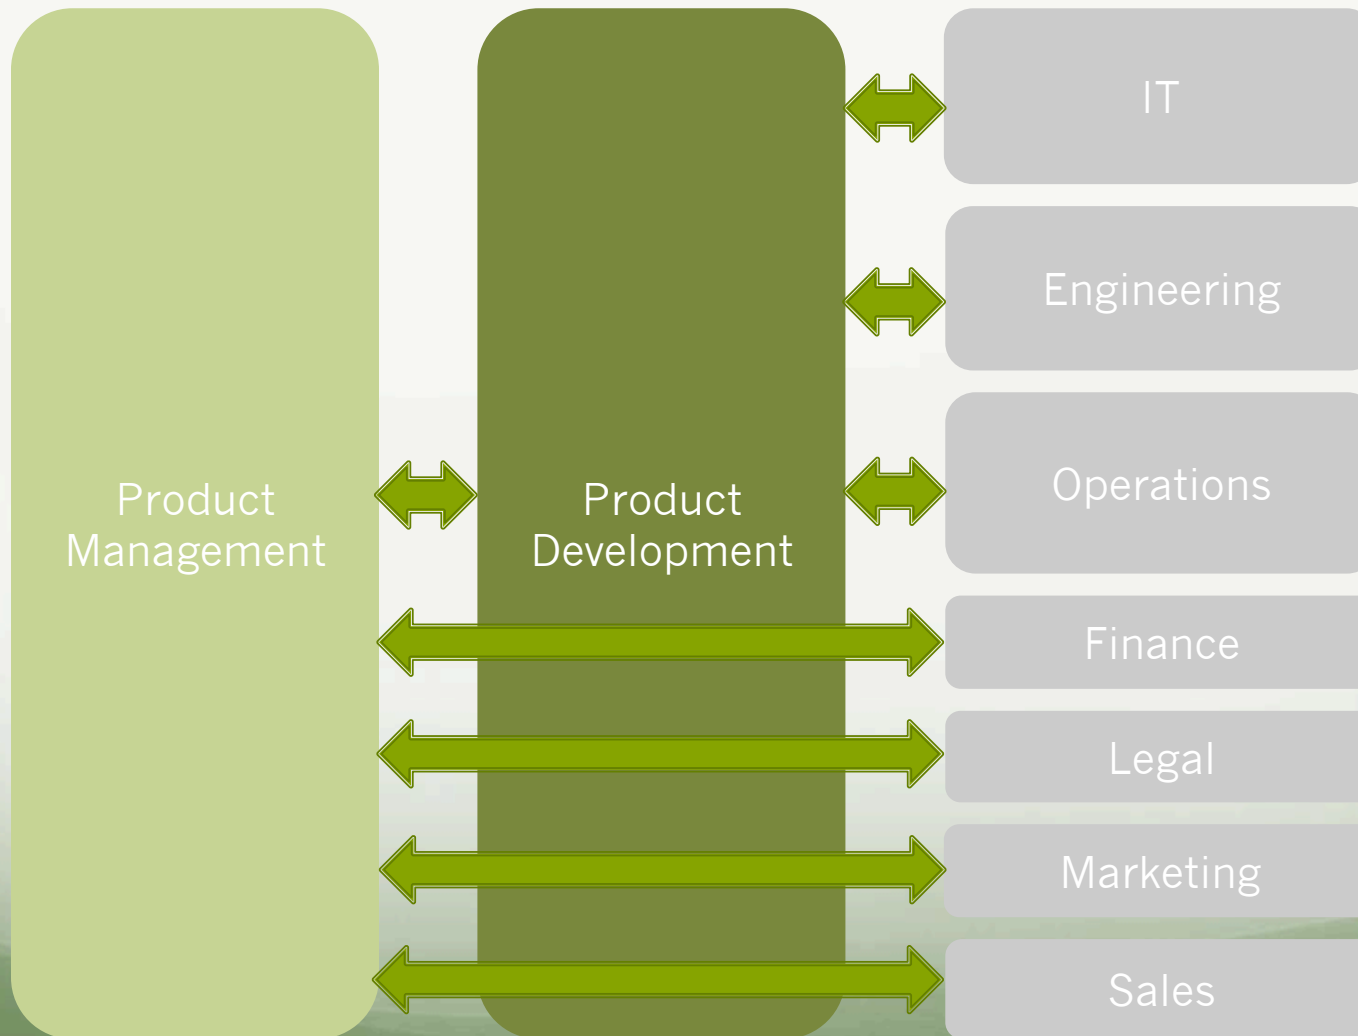 Product
Management
Product
Development
IT
Engineering
Operations
Finance
Legal
Marketing
Sales